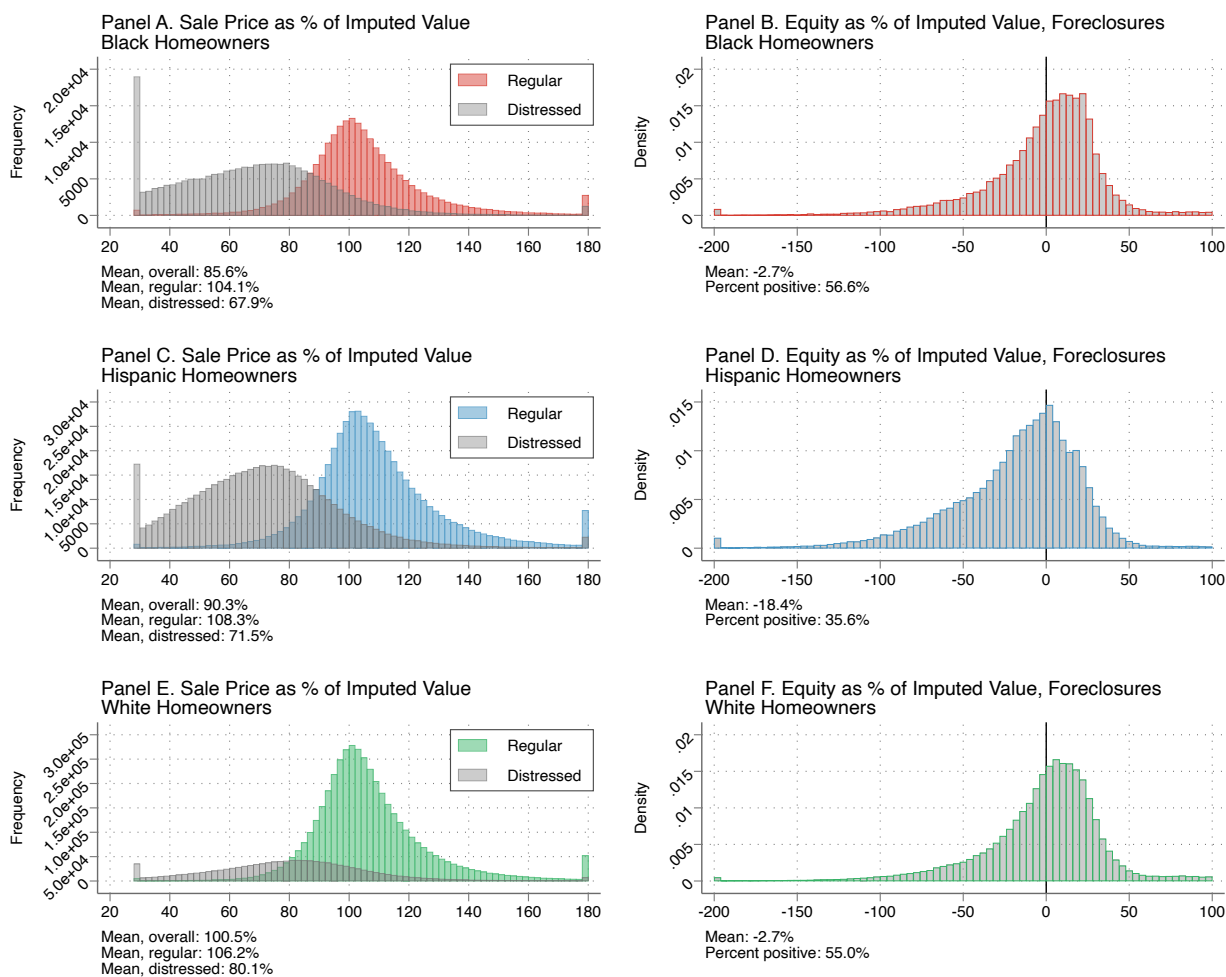 Panel A. Sale Price as % of Imputed Value
Black Homeowners
Frequency
2.0e+04
1.5e+04
1.0e+04
5000
0
Regular
Distressed
20 40 60 80 100 120 140 160 180
Mean, overall: 85.6%
Mean, regular: 104.1%
Mean, distressed: 67.9%
Panel B. Equity as % of Imputed Value, Foreclosures
Black Homeowners
Density
.02
.015
.01
.005
0
-200 -150 -100 -50 0 50 100
Mean: -2.7%
Percent positive: 56.6%
Panel C. Sale Price as % of Imputed Value
Hispanic Homeowners
Frequency
3.0e+04
2.5e+04
2.0e+04
1.5e+04
1.0e+04
5000
0
Regular
Distressed
20 40 60 80 100 120 140 160 180
Mean, overall: 90.3%
Mean, regular: 108.3%
Mean, distressed: 71.5%
Panel D. Equity as % of Imputed Value, Foreclosures
Hispanic Homeowners
Density
.015
.01
.005
0
-200 -150 -100 -50 0 50 100
Mean: -18.4%
Percent positive: 35.6%
Panel E. Sale Price as % of Imputed Value
White Homeowners
Frequency
3.0e+05
2.5e+05
2.0e+05
1.5e+05
1.0e+05
5.0e+04
0
Regular
Distressed
20 40 60 80 100 120 140 160 180
Mean, overall: 100.5%
Mean, regular: 106.2%
Mean, distressed: 80.1%
Panel F. Equity as % of Imputed Value, Foreclosures
White Homeowners
Density
.02
.015
.01
.005
0
-200 -150 -100 -50 0 50 100
Mean: -2.7%
Percent positive: 55.0%